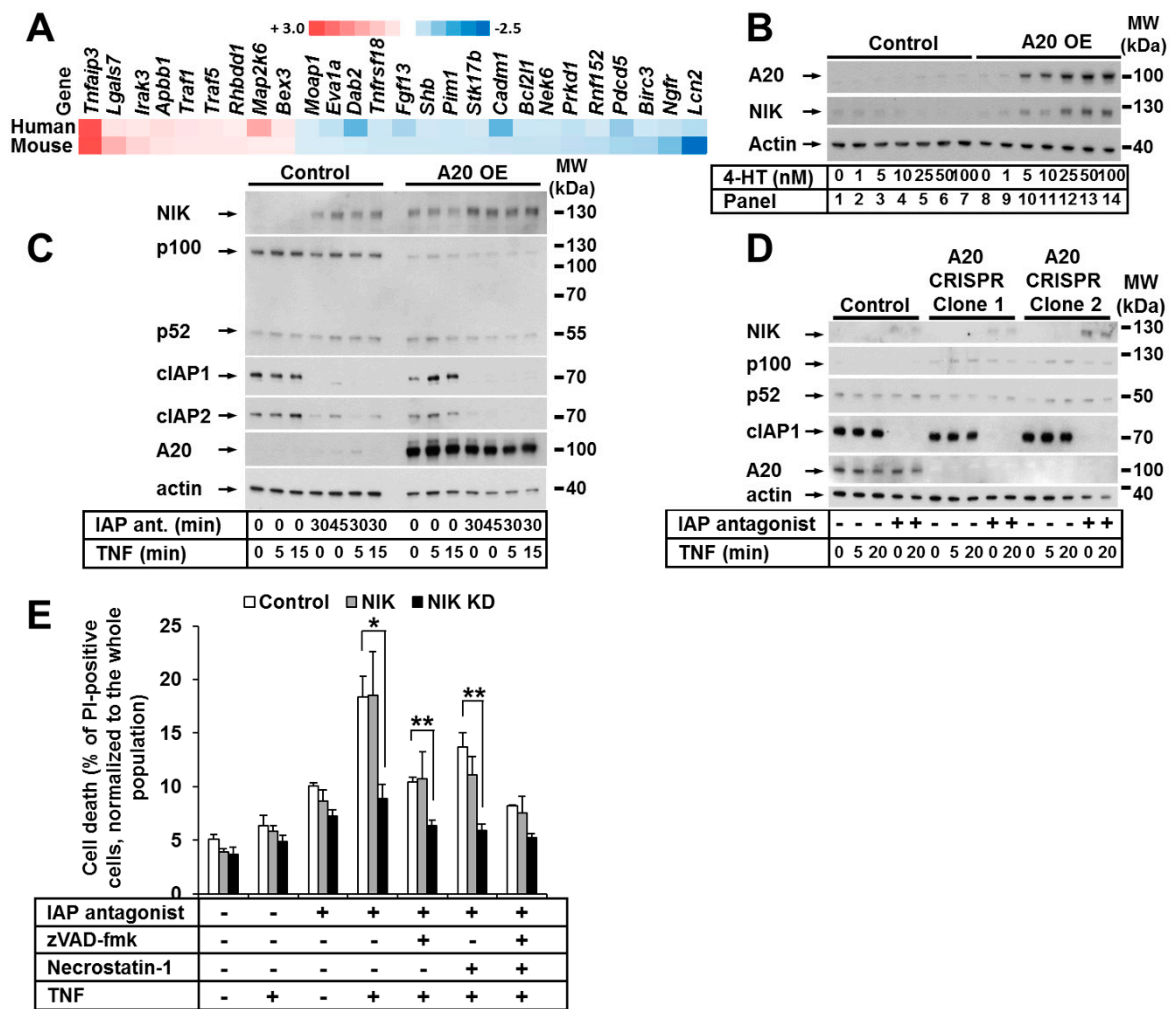 A
+ 3.0
-2.5
Gene
Tnfaip3
Lgals7
Irak3
Apbb1
Traf1
Traf5
Rhbdd1
Map2k6
Bex3
Moap1
Eva1a
Dab2
Tnfrsf18
Fgf13
Shb
Pim1
Stk17b
Cadm1
Bcl2l1
Nek6
Prkd1
Rnf152
Pdcd5
Birc3
Ngfr
Lcn2
Human
Mouse
B
Control A20 OE MW (kDa)
A20 100
NIK 130
Actin 40
4-HT (nM) 0 1 5 10 25 50 100 0 1 5 10 25 50 100
Panel 1 2 3 4 5 6 7 8 9 10 11 12 13 14
C
Control A20 OE MW (kDa)
NIK 130
p100 130
100
70
p52 55
cIAP1 70
cIAP2 70
A20 100
actin 40
IAP ant. (min) 0 0 0 30 45 30 30 0 0 0 30 45 30 30
TNF (min) 0 5 15 0 0 5 15 0 5 15 0 0 5 15
D
Control A20 CRISPR Clone 1 A20 CRISPR Clone 2 MW (kDa)
NIK 130
p100 130
p52 50
cIAP1 70
A20 100
actin 40
IAP antagonist - - - + + - - - + + - - - + +
TNF (min) 0 5 20 0 20 0 5 20 0 20 0 5 20 0 20
E
Control NIK NIK KD
Cell death (% of PI-positive
cells, normalized to the whole
population)
25
20
15
10
5
0
*
**
**
IAP antagonist - - + + + + +
zVAD-fmk - - - - + - +
Necrostatin-1 - - - - - + +
TNF - + - + + + +